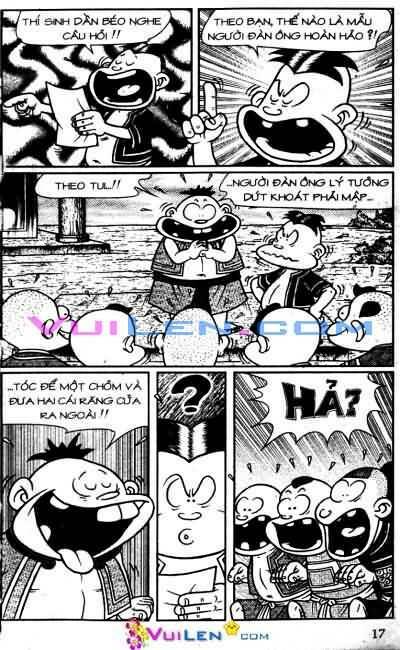 THÍ SINH DẦN BÉO NGHE
CÂU HỎI !!
THEO BẠN, THẾ NÀO LÀ MẪU
NGƯỜI ĐÀN ÔNG HOÀN HẢO ?!
THEO TUI..!!
..NGƯỜI ĐÀN ÔNG LÝ TƯỞNG
DỨT KHOÁT PHẢI MẬP...
VUILEN.COM
...TÓC ĐỂ MỘT CHỎM VÀ
ĐƯA HAI CÁI RĂNG CỬA
RA NGOÀI !!
?
HẢ?
17
VUILEN.COM